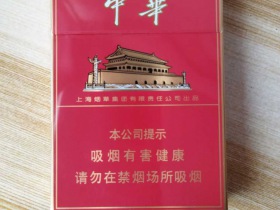 中華
上海烟草集团有限责任公司出品
本公司提示
吸烟有害健康
请勿在禁烟场所吸烟